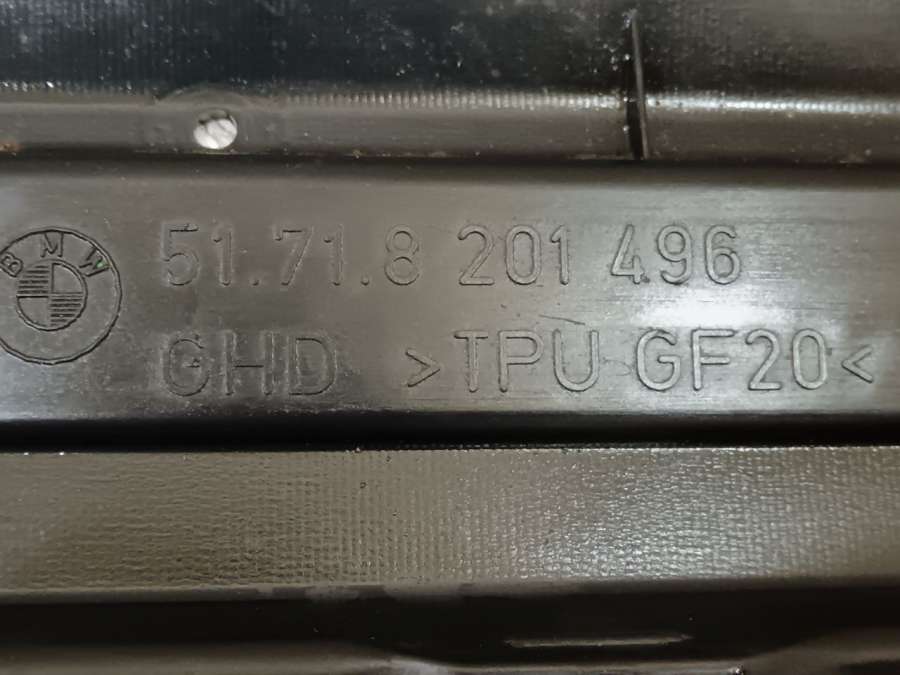 BMW
51.71.8 201 496
GHD >TPU GF20<